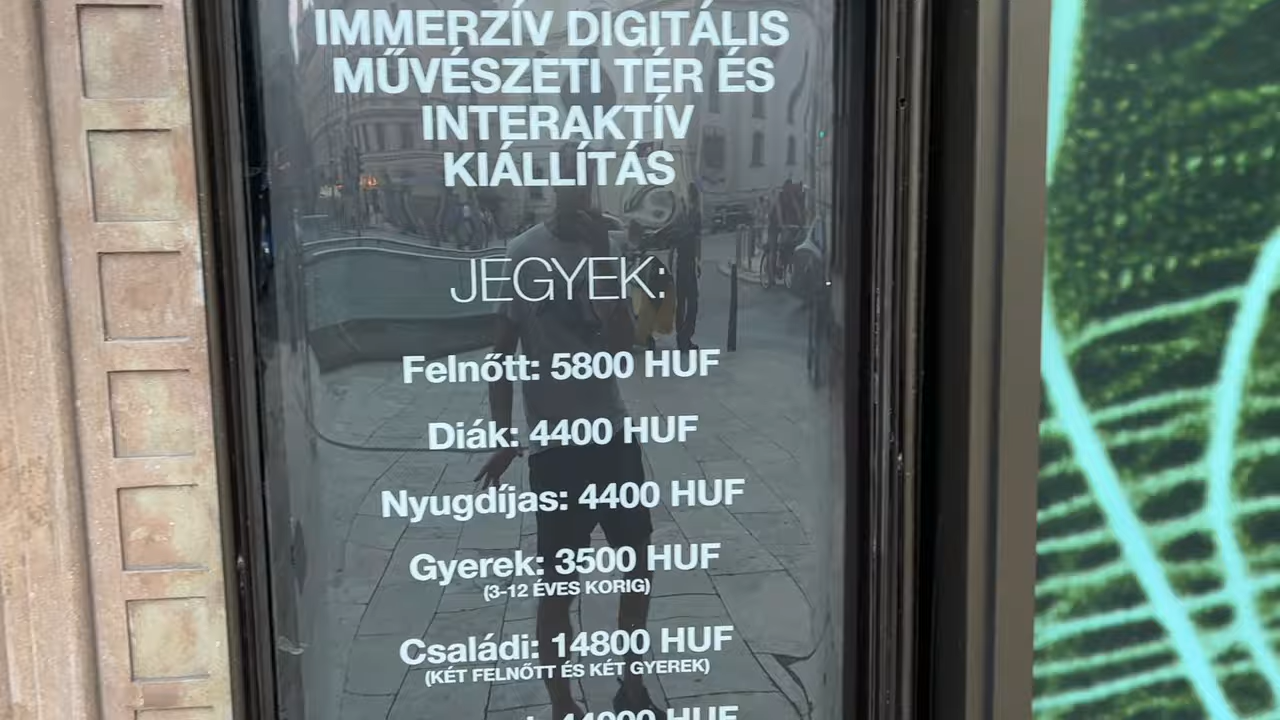 IMMERZÍV DIGITÁLIS
MŰVÉSZETI TÉR ÉS
INTERAKTÍV
KIÁLLÍTÁS
JEGYEK:
Felnőtt: 5800 HUF
Diák: 4400 HUF
Nyugdíjas: 4400 HUF
Gyerek: 3500 HUF
(3-12 ÉVES KORIG)
Családi: 14800 HUF
(KÉT FELNŐTT ÉS KÉT GYEREK)
HUF